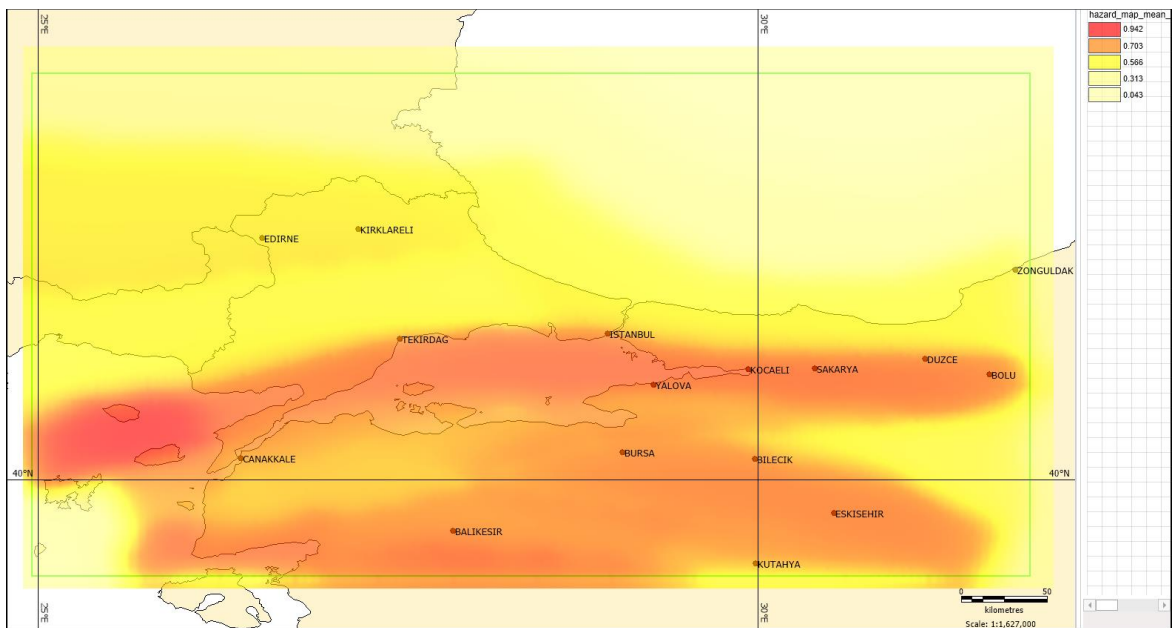 25°E
30°E
hazard_map_mean_
0.942
0.703
0.566
0.313
0.043
KIRKLARELI
EDIRNE
ZONGULDAK
ISTANBUL
TEKIRDAG
DUZCE
KOCAELI
SAKARYA
BOLU
YALOVA
BURSA
CANAKKALE
BILECIK
40°N
40°N
ESKISEHIR
BALIKESIR
KUTAHYA
0
50
kilometres
Scale: 1:1,627,000
25°E
30°E